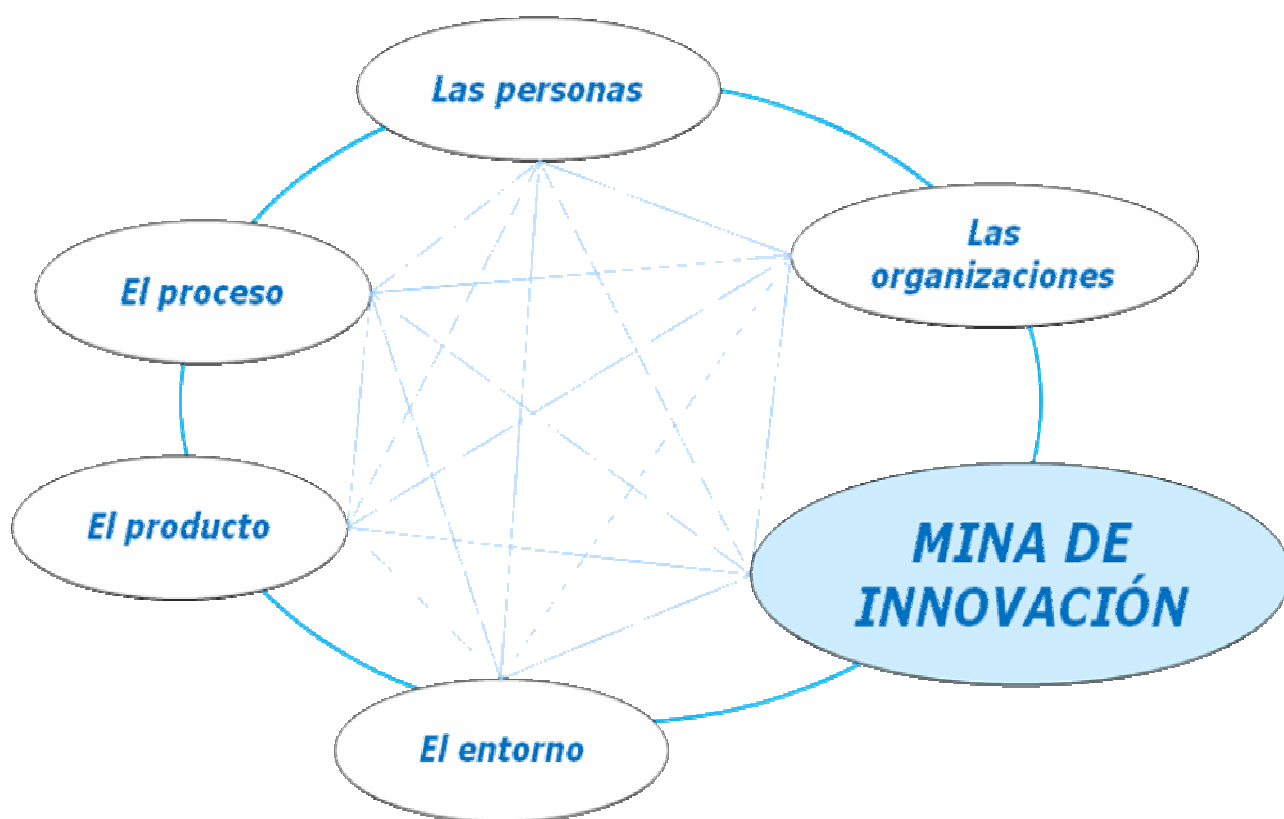 Las personas
Las
organizaciones
El proceso
El producto
MINA DE
INNOVACIÓN
El entorno